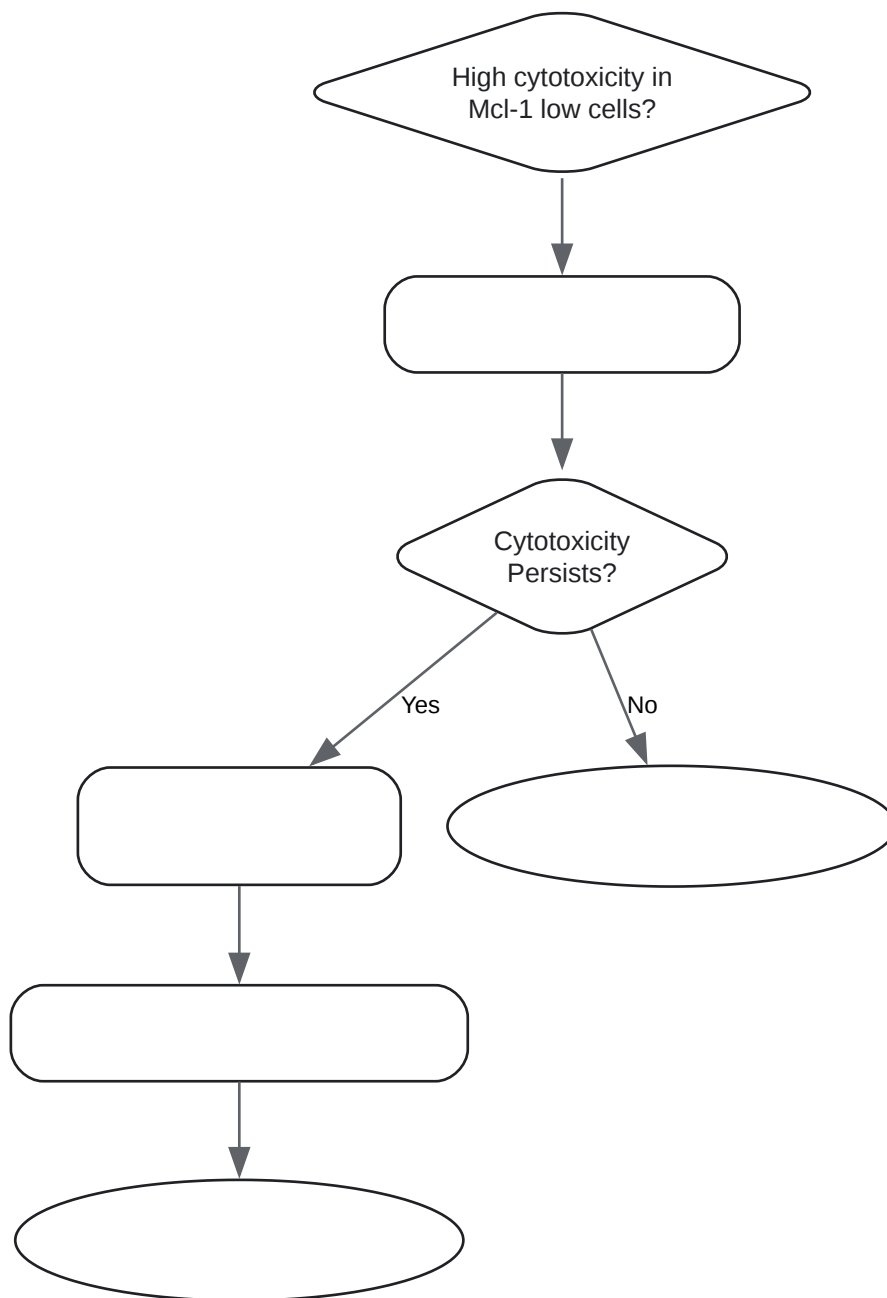 High cytotoxicity in
Mcl-1 low cells?
Cytotoxicity
Persists?
Yes
No